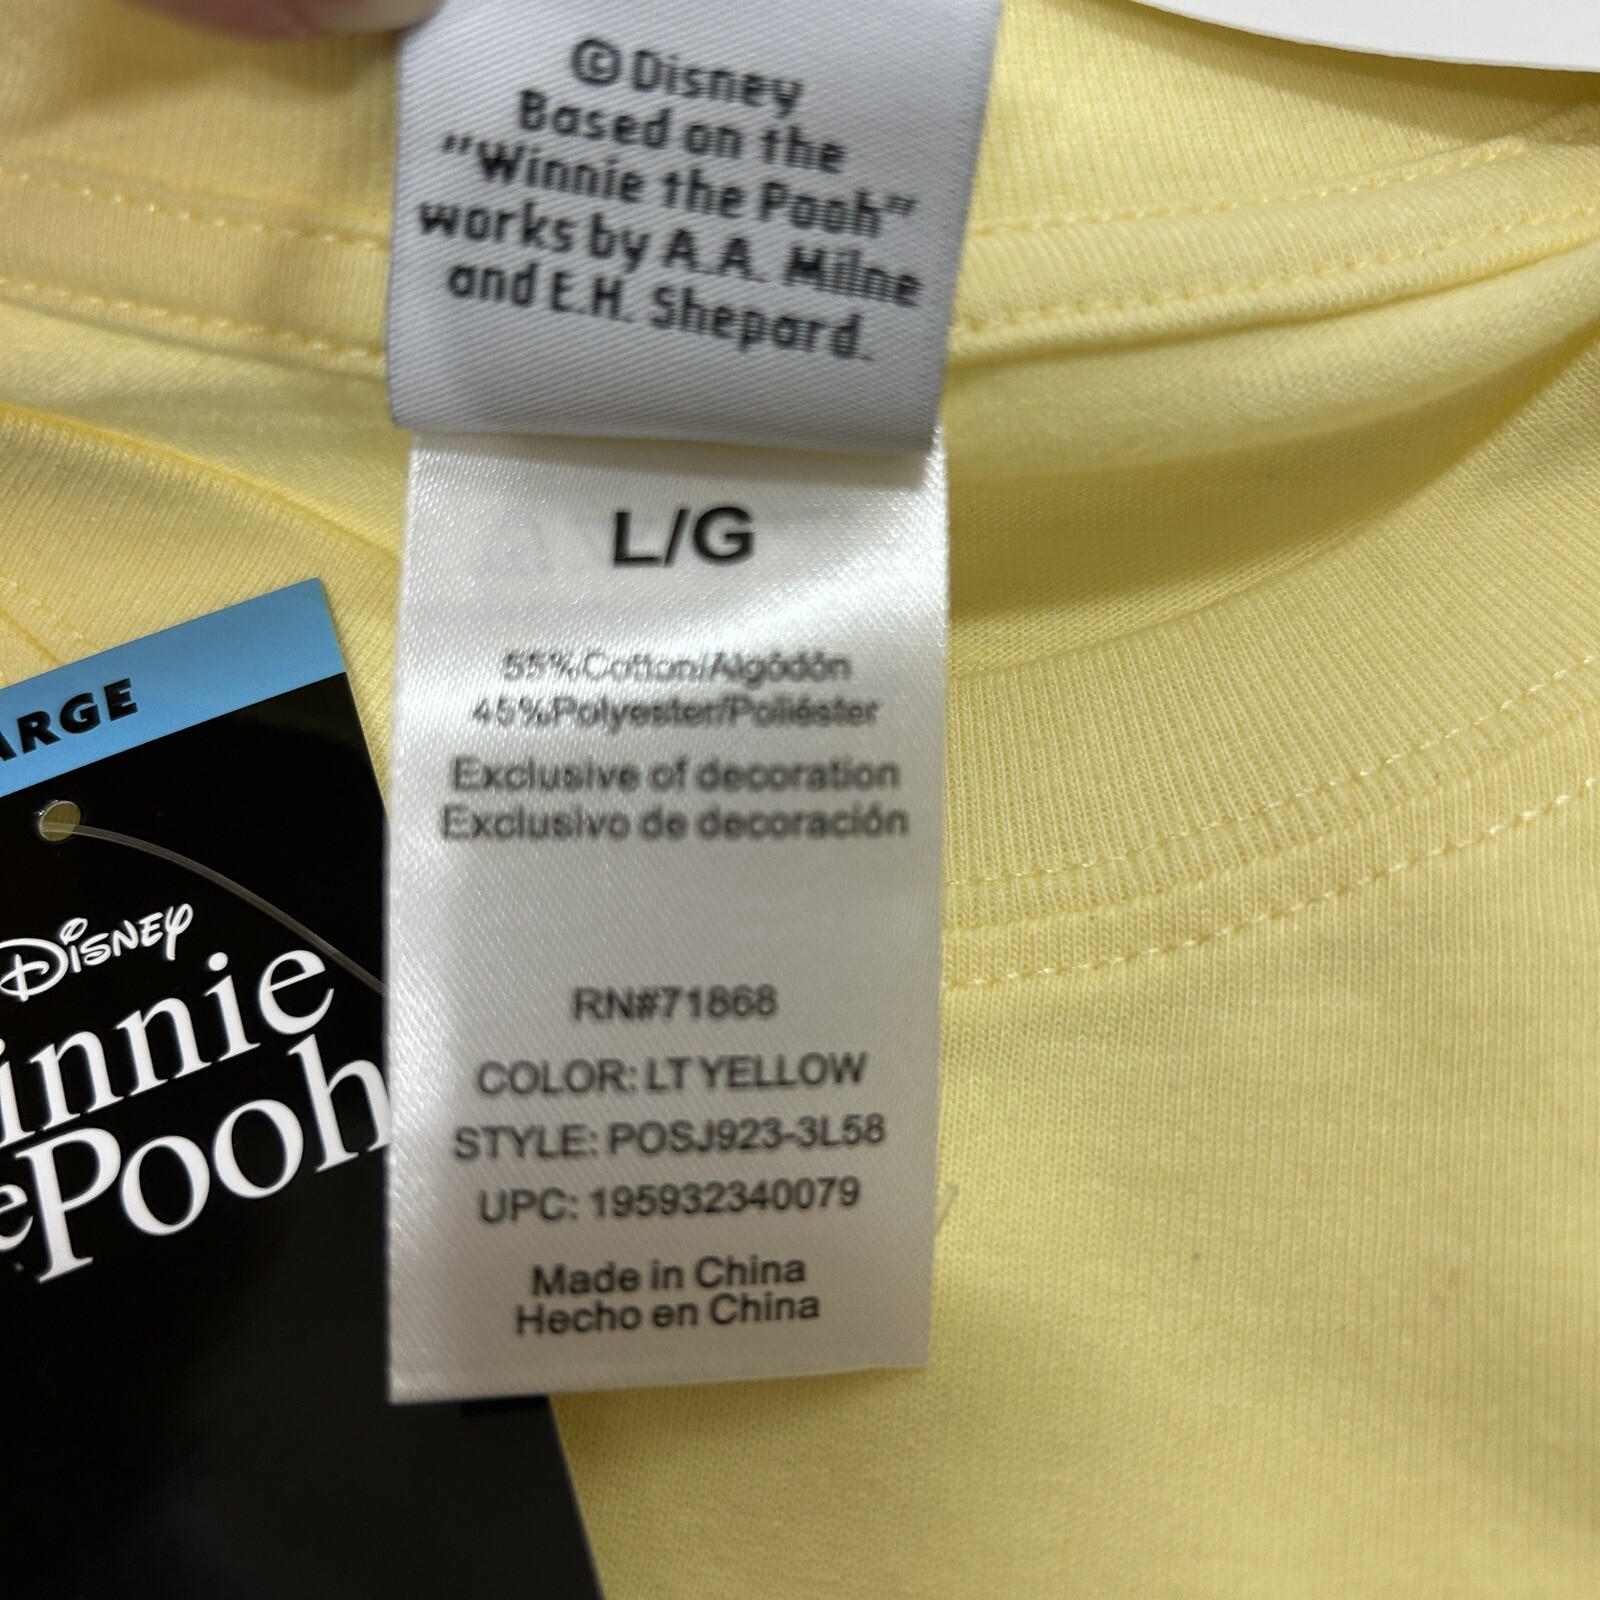 ©Disney
Based on the
"Winnie the Pooh"
works by A.A. Milne
and E.H. Shepard.
L/G
55%Cotton/Algódón
45%Polyester/Poliéster
Exclusive of decoration
Exclusivo de decoración
RN#71868
COLOR: LT YELLOW
STYLE: POSJ923-3L58
UPC: 195932340079
Made in China
Hecho en China
ARGE
Disney
innie
e Pooh